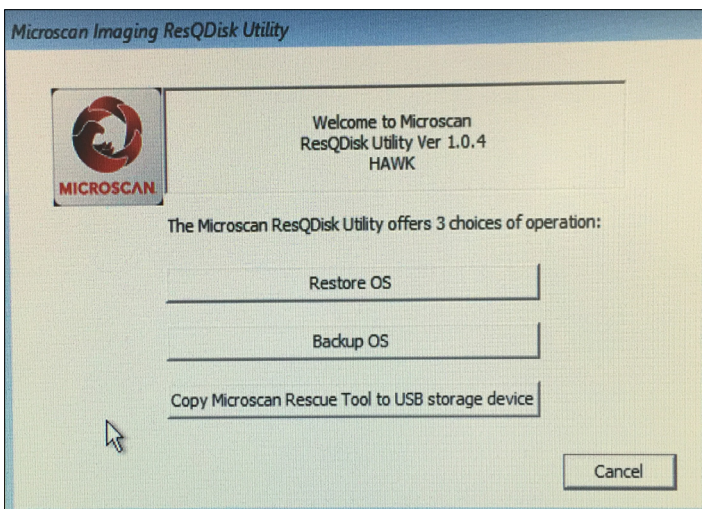 Microscan Imaging ResQDisk Utility
Welcome to Microscan
ResQDisk Utility Ver 1.0.4
HAWK
MICROSCAN
The Microscan ResQDisk Utility offers 3 choices of operation:
Restore OS
Backup OS
Copy Microscan Rescue Tool to USB storage device
Cancel